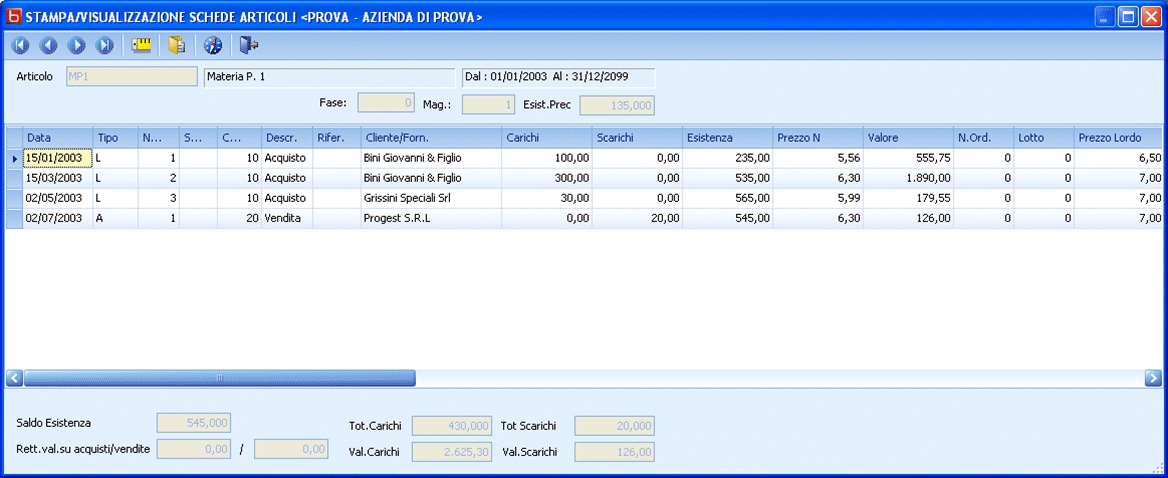 STAMPA/VISUALIZZAZIONE SCHEDE ARTICOLI <PROVA - AZIENDA DI PROVA>
Articolo MP1 Materia P. 1 Dal : 01/01/2003 Al : 31/12/2099
Fase: 0 Mag.: 1 Esist.Prec 135,000
Data Tipo N... S... C... Descr. Rifer. Cliente/Forn. Carichi Scarichi Esistenza Prezzo N Valore N.Ord. Lotto Prezzo Lordo
15/01/2003 L 1 10 Acquisto Bini Giovanni & Figlio 100,00 0,00 235,00 5,56 555,75 0 0 6,50
15/03/2003 L 2 10 Acquisto Bini Giovanni & Figlio 300,00 0,00 535,00 6,30 1.890,00 0 0 7,00
02/05/2003 L 3 10 Acquisto Grissini Speciali Srl 30,00 0,00 565,00 5,99 179,55 0 0 7,00
02/07/2003 A 1 20 Vendita Progest S.R.L 0,00 20,00 545,00 6,30 126,00 0 0 7,00
Saldo Esistenza 545,000 Tot.Carichi 430,000 Tot Scarichi 20,000
Rett.val.su acquisti/vendite 0,00 / 0,00 Val.Carichi 2.625,30 Val.Scarichi 126,00